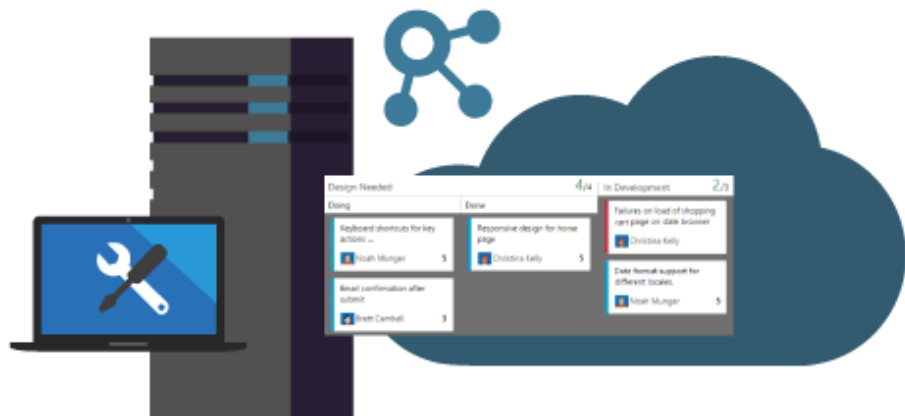 Design Needed 4/4
In Development 2/3
Doing
Done
Keyboard shortcuts for key
actions ...
Noah Munger 5
Email confirmation after
submit
Brett Cambell 3
Responsive design for home
page
Christina Kelly 5
Failures on load of shopping
cart page on stale browser
Christina Kelly
Date format support for
different locales.
Noah Munger 5